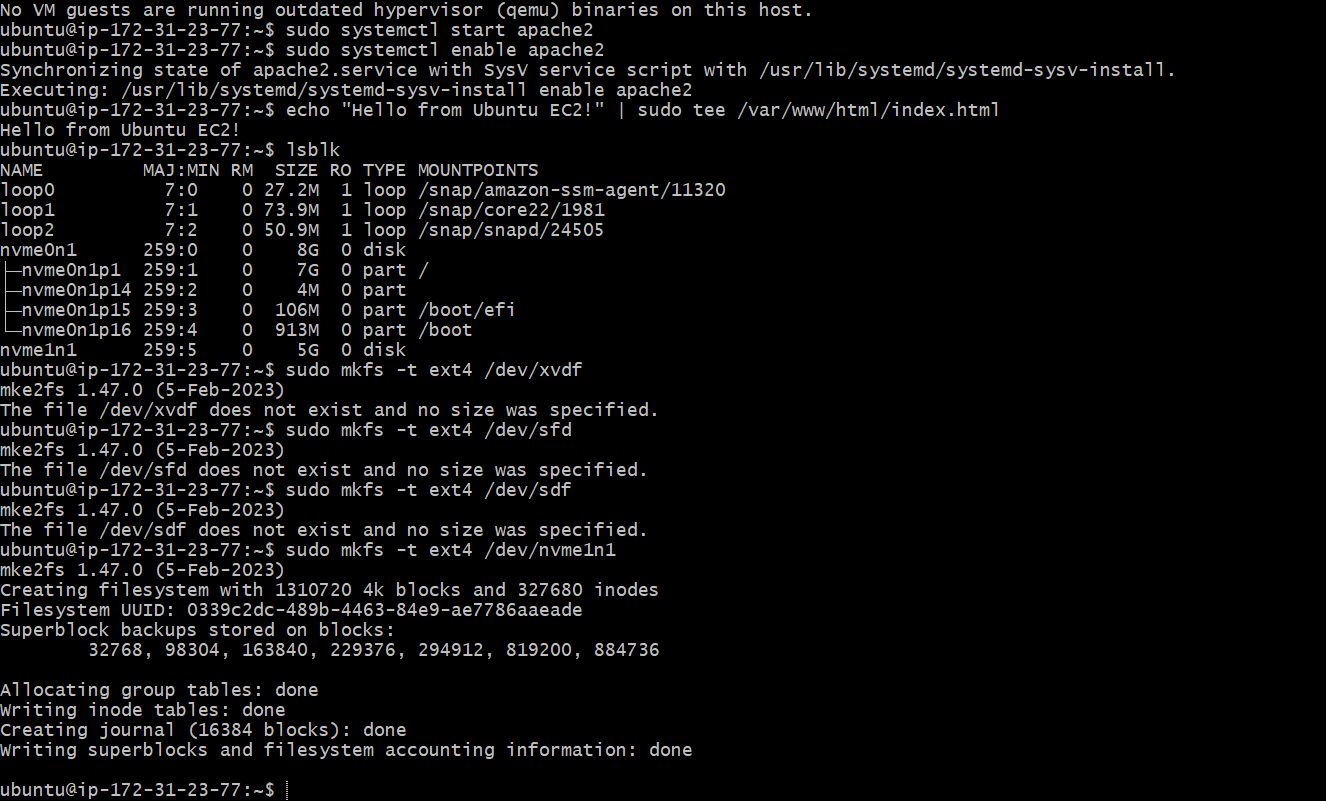 No VM guests are running outdated hypervisor (qemu) binaries on this host.
ubuntu@ip-172-31-23-77:~$ sudo systemctl start apache2
ubuntu@ip-172-31-23-77:~$ sudo systemctl enable apache2
Synchronizing state of apache2.service with SysV service script with /usr/lib/systemd/systemd-sysv-install.
Executing: /usr/lib/systemd/systemd-sysv-install enable apache2
ubuntu@ip-172-31-23-77:~$ echo "Hello from Ubuntu EC2!" | sudo tee /var/www/html/index.html
Hello from Ubuntu EC2!
ubuntu@ip-172-31-23-77:~$ lsblk
NAME         MAJ:MIN RM  SIZE RO TYPE MOUNTPOINTS
loop0          7:0    0 27.2M  1 loop /snap/amazon-ssm-agent/11320
loop1          7:1    0 73.9M  1 loop /snap/core22/1981
loop2          7:2    0 50.9M  1 loop /snap/snapd/24505
nvme0n1      259:0    0    8G  0 disk
├─nvme0n1p1  259:1    0    7G  0 part /
├─nvme0n1p14 259:2    0    4M  0 part
├─nvme0n1p15 259:3    0  106M  0 part /boot/efi
└─nvme0n1p16 259:4    0  913M  0 part /boot
nvme1n1      259:5    0    5G  0 disk
ubuntu@ip-172-31-23-77:~$ sudo mkfs -t ext4 /dev/xvdf
mke2fs 1.47.0 (5-Feb-2023)
The file /dev/xvdf does not exist and no size was specified.
ubuntu@ip-172-31-23-77:~$ sudo mkfs -t ext4 /dev/sfd
mke2fs 1.47.0 (5-Feb-2023)
The file /dev/sfd does not exist and no size was specified.
ubuntu@ip-172-31-23-77:~$ sudo mkfs -t ext4 /dev/sdf
mke2fs 1.47.0 (5-Feb-2023)
The file /dev/sdf does not exist and no size was specified.
ubuntu@ip-172-31-23-77:~$ sudo mkfs -t ext4 /dev/nvme1n1
mke2fs 1.47.0 (5-Feb-2023)
Creating filesystem with 1310720 4k blocks and 327680 inodes
Filesystem UUID: 0339c2dc-489b-4463-84e9-ae7786aaeade
Superblock backups stored on blocks:
        32768, 98304, 163840, 229376, 294912, 819200, 884736

Allocating group tables: done
Writing inode tables: done
Creating journal (16384 blocks): done
Writing superblocks and filesystem accounting information: done

ubuntu@ip-172-31-23-77:~$